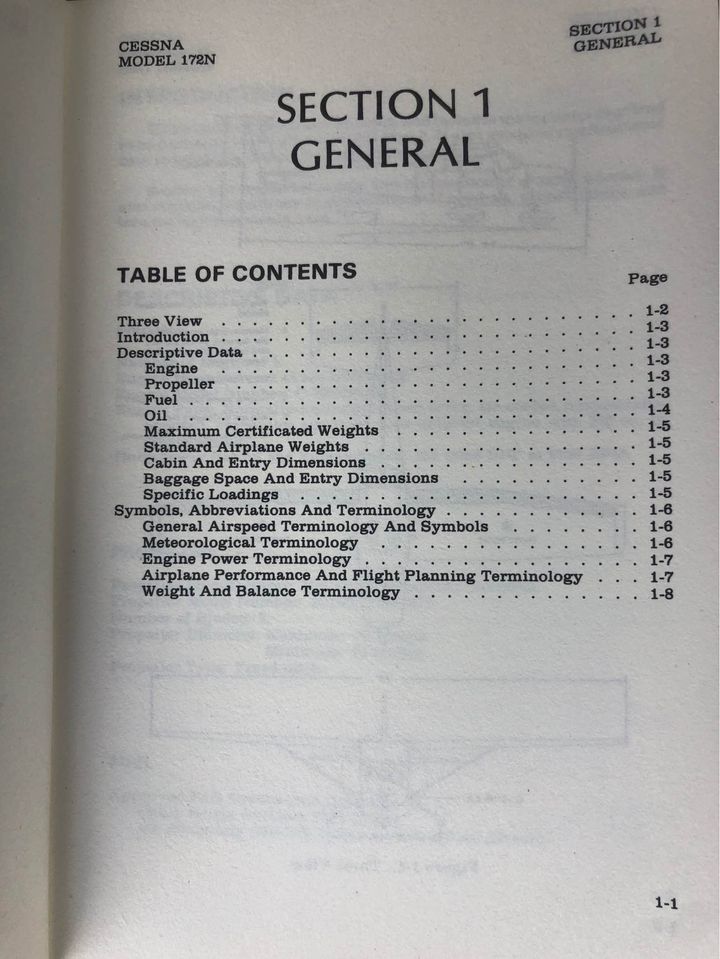 CESSNA
MODEL 172N
SECTION 1
GENERAL
SECTION 1
GENERAL
TABLE OF CONTENTS
Page
Three View . . . . . . . . . . . . . . . . . . . . . . . . . . . 1-2
Introduction . . . . . . . . . . . . . . . . . . . . . . . . . . 1-3
Descriptive Data . . . . . . . . . . . . . . . . . . . . . . . . 1-3
Engine . . . . . . . . . . . . . . . . . . . . . . . . . . . 1-3
Propeller . . . . . . . . . . . . . . . . . . . . . . . . . 1-3
Fuel . . . . . . . . . . . . . . . . . . . . . . . . . . . . 1-3
Oil . . . . . . . . . . . . . . . . . . . . . . . . . . . . 1-4
Maximum Certificated Weights . . . . . . . . . . . . . 1-5
Standard Airplane Weights . . . . . . . . . . . . . . . 1-5
Cabin And Entry Dimensions . . . . . . . . . . . . . . 1-5
Baggage Space And Entry Dimensions . . . . . . . . . . 1-5
Specific Loadings . . . . . . . . . . . . . . . . . . . 1-5
Symbols, Abbreviations And Terminology . . . . . . . . . . 1-6
General Airspeed Terminology And Symbols . . . . . . . 1-6
Meteorological Terminology . . . . . . . . . . . . . . 1-6
Engine Power Terminology . . . . . . . . . . . . . . . 1-7
Airplane Performance And Flight Planning Terminology . . . 1-7
Weight And Balance Terminology . . . . . . . . . . . . 1-8
1-1